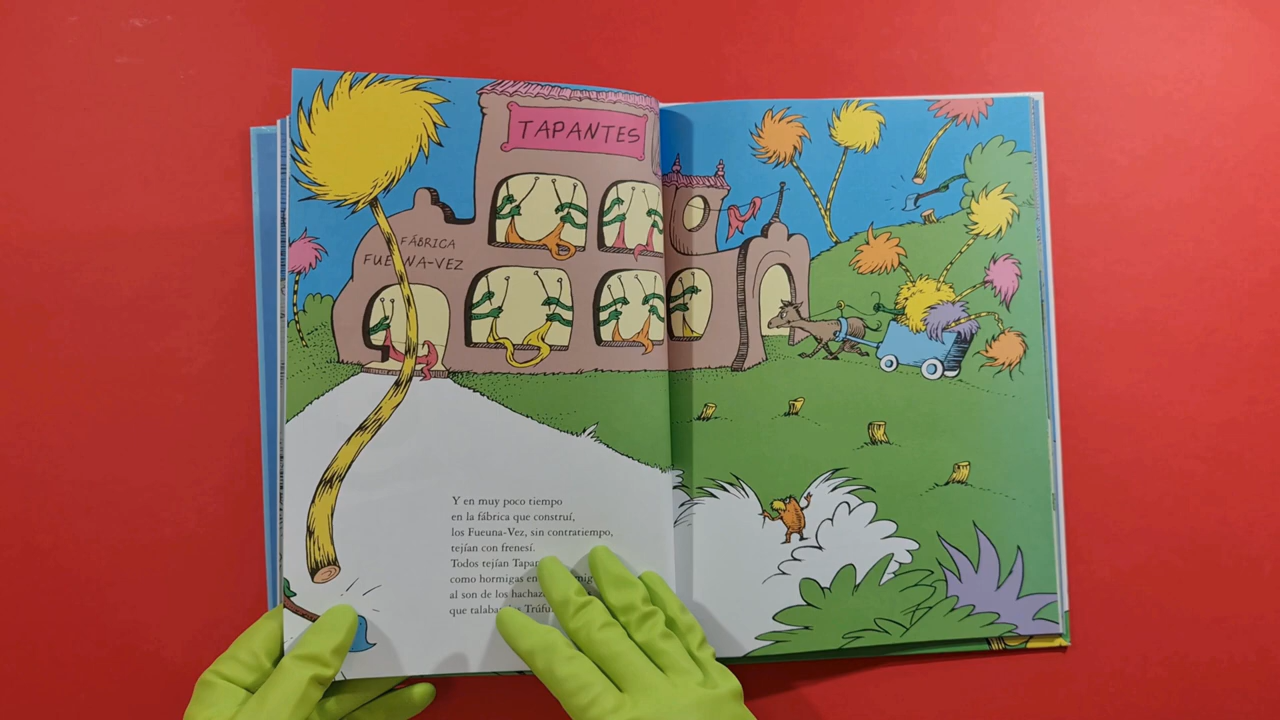 TAPANTES
FÁBRICA
FUEUNA-VEZ
Y en muy poco tiempo
en la fábrica que construí,
los Fueuna-Vez, sin contratiempo,
tejían con frenesí.
Todos tejían
como hormigas en
al son de los
que